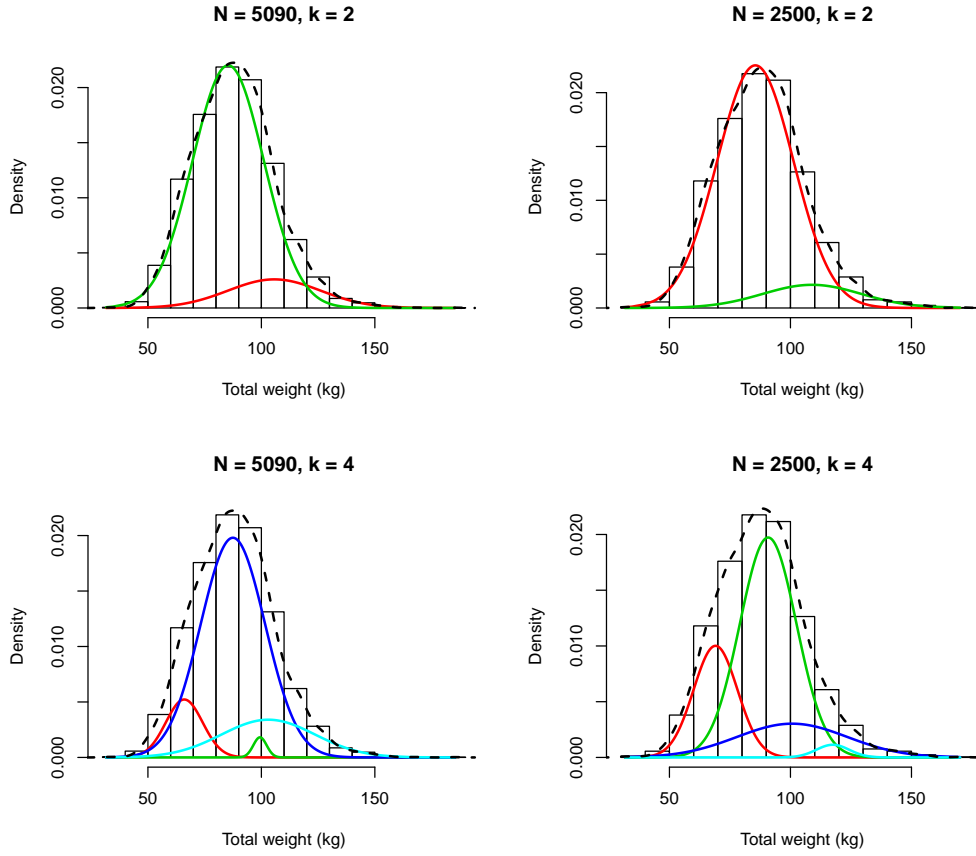 N = 5090, k = 2
0.020
0.010
0.000
Density
50 100 150
Total weight (kg)
N = 2500, k = 2
0.020
0.010
0.000
Density
50 100 150
Total weight (kg)
N = 5090, k = 4
0.020
0.010
0.000
Density
50 100 150
Total weight (kg)
N = 2500, k = 4
0.020
0.010
0.000
Density
50 100 150
Total weight (kg)